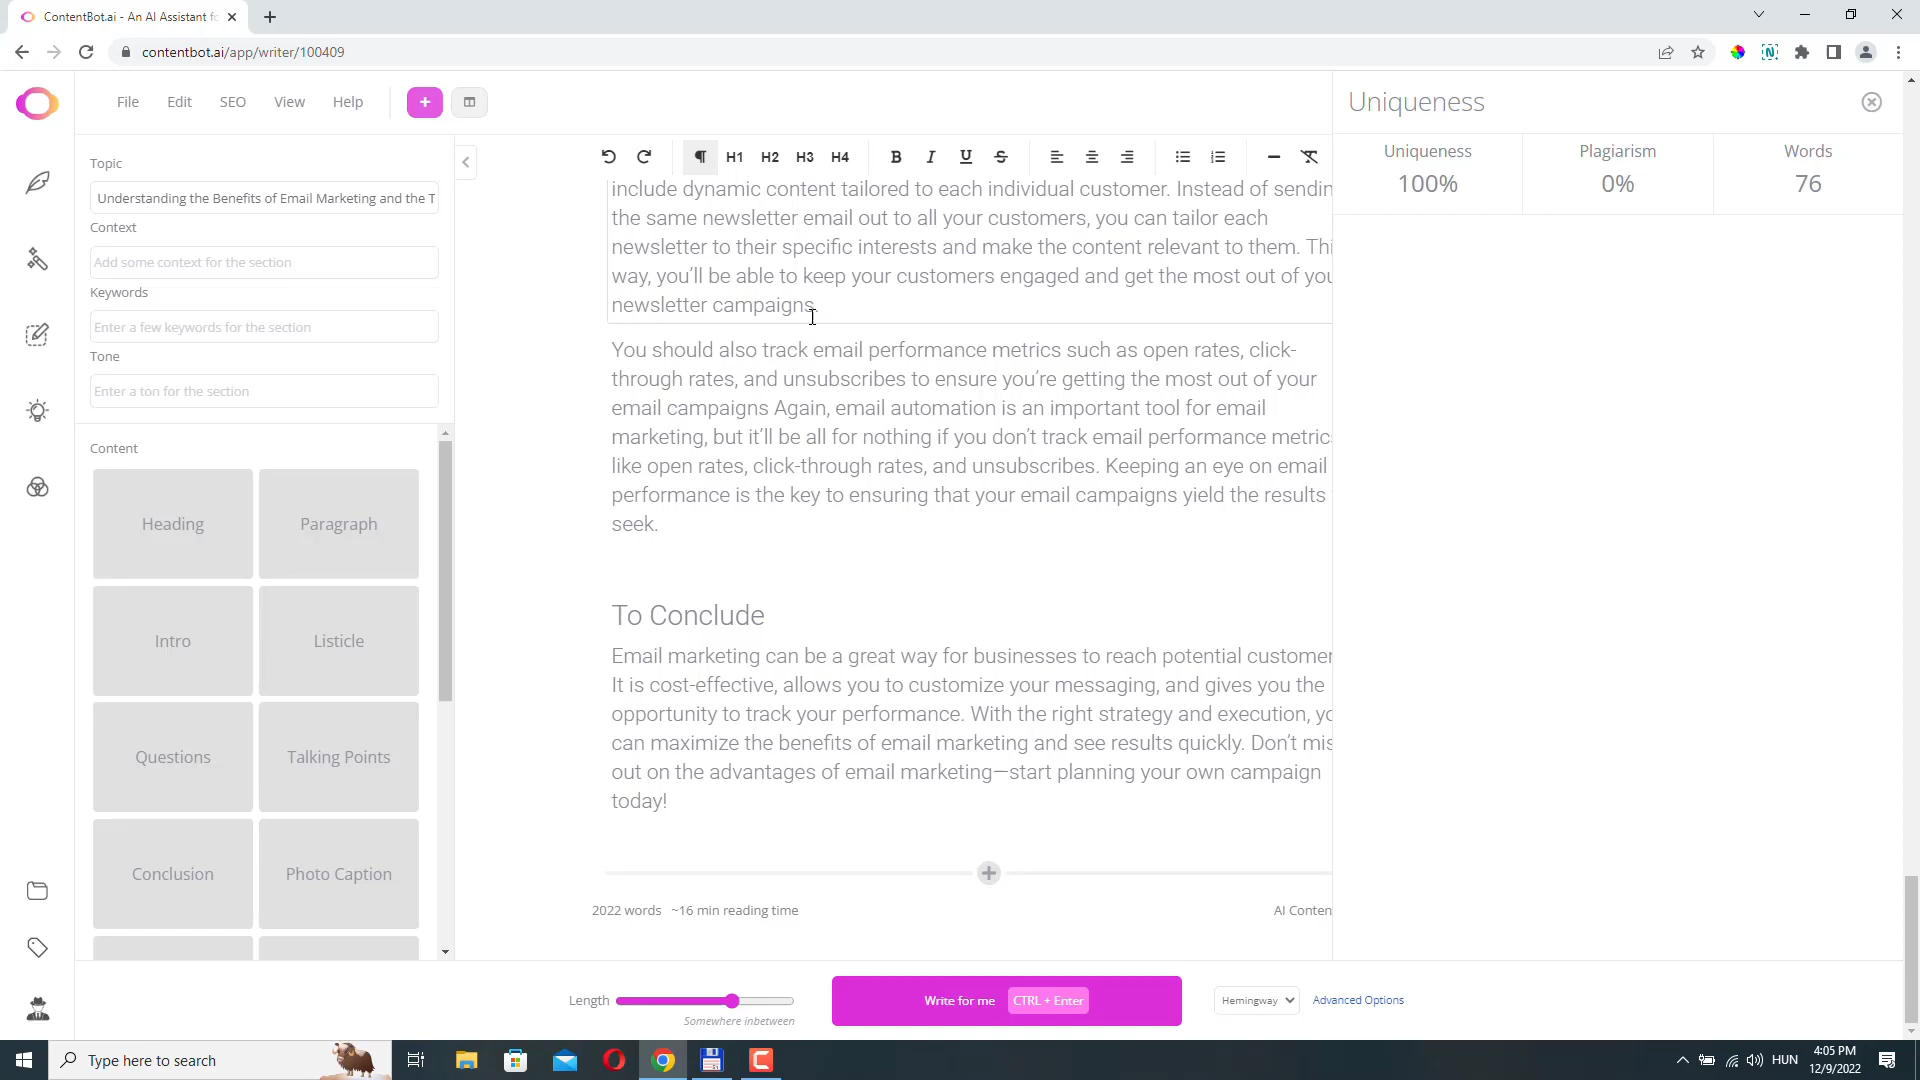 ContentBot.ai - An AI Assistant fo
contentbot.ai/app/writer/100409
File Edit SEO View Help
Uniqueness
Uniqueness Plagiarism Words
100% 0% 76
Topic
Understanding the Benefits of Email Marketing and the T
Context
Add some context for the section
Keywords
Enter a few keywords for the section
Tone
Enter a ton for the section
Content
Heading Paragraph
Intro Listicle
Questions Talking Points
Conclusion Photo Caption
H1 H2 H3 H4 B I U S
include dynamic content tailored to each individual customer. Instead of sendin
the same newsletter email out to all your customers, you can tailor each
newsletter to their specific interests and make the content relevant to them. Thi
way, you'll be able to keep your customers engaged and get the most out of you
newsletter campaigns.
You should also track email performance metrics such as open rates, click-
through rates, and unsubscribes to ensure you're getting the most out of your
email campaigns Again, email automation is an important tool for email
marketing, but it'll be all for nothing if you don't track email performance metrics
like open rates, click-through rates, and unsubscribes. Keeping an eye on email
performance is the key to ensuring that your email campaigns yield the results
seek.
To Conclude
Email marketing can be a great way for businesses to reach potential customer
It is cost-effective, allows you to customize your messaging, and gives you the
opportunity to track your performance. With the right strategy and execution, yo
can maximize the benefits of email marketing and see results quickly. Don't mis
out on the advantages of email marketing—start planning your own campaign
today!
2022 words ~16 min reading time AI Conten
Length
Somewhere inbetween
Write for me CTRL + Enter
Hemingway Advanced Options
Type here to search
HUN
4:05 PM
12/9/2022